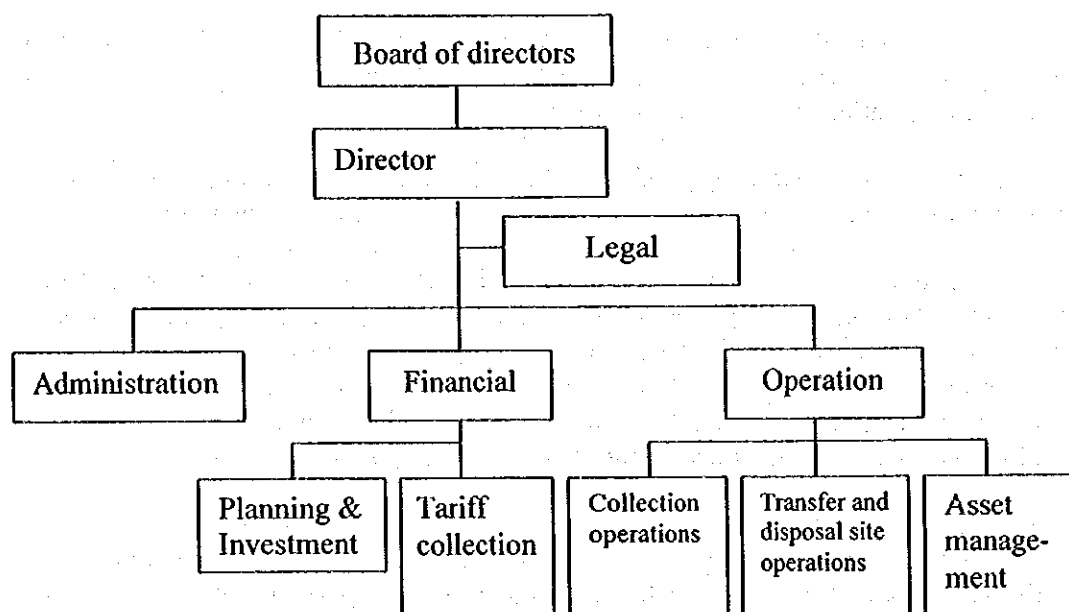 Board of directors
Director
Legal
Administration
Financial
Operation
Planning &
Investment
Tariff
collection
Collection
operations
Transfer and
disposal site
operations
Asset
manage-
ment